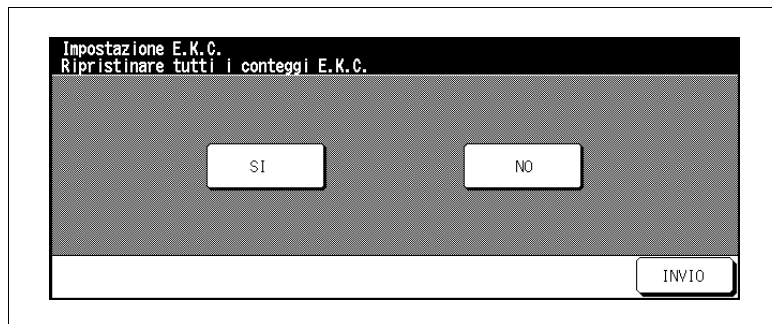 Impostazione E.K.C.
Ripristinare tutti i conteggi E.K.C.
SI NO
INVIO